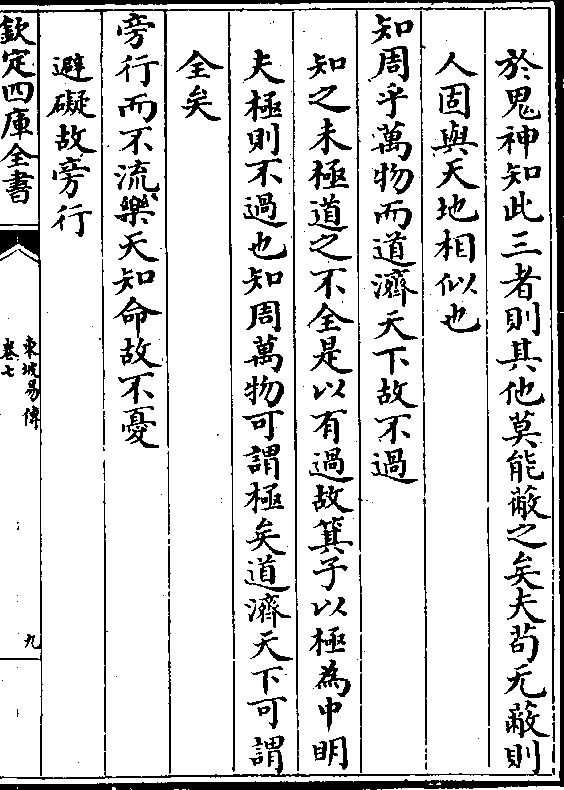 於鬼神知此三者則其他莫能蔽之矣夫苟无蔽則
人固與天地相似也
知周乎萬物而道濟天下故不過
知之未極道之不全是以有過故箕子以極為中明
夫極則不過也知周萬物可謂極矣道濟天下可謂
全矣
旁行而不流樂天知命故不憂
避礙故旁行
欽定四庫全書
東坡易傳
卷七
九